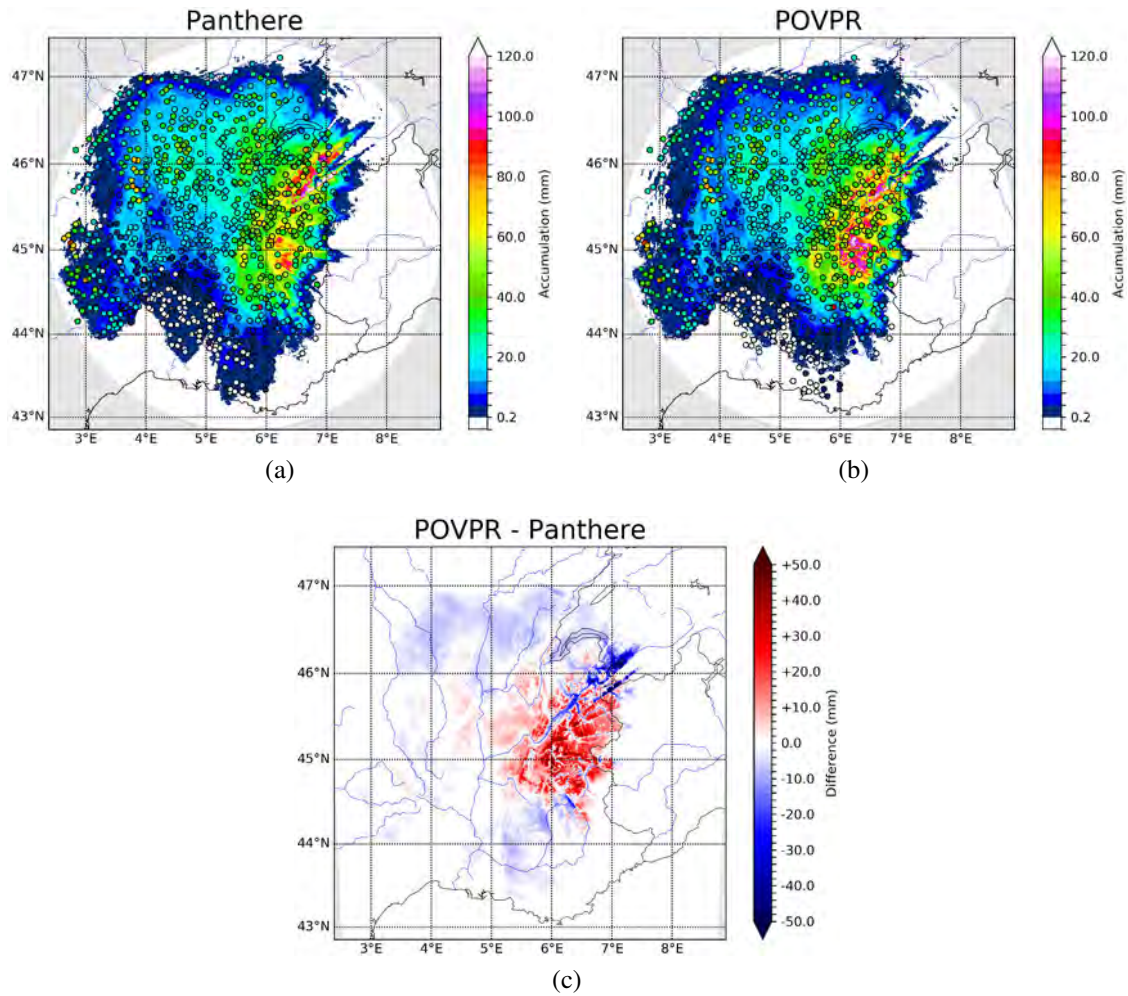 Panthere
47°N
46°N
45°N
44°N
43°N
3°E 4°E 5°E 6°E 7°E 8°E
120.0
100.0
80.0
60.0
40.0
20.0
0.2
Accumulation (mm)
(a)
POVPR
47°N
46°N
45°N
44°N
43°N
3°E 4°E 5°E 6°E 7°E 8°E
120.0
100.0
80.0
60.0
40.0
20.0
0.2
Accumulation (mm)
(b)
POVPR - Panthere
47°N
46°N
45°N
44°N
43°N
3°E 4°E 5°E 6°E 7°E 8°E
+50.0
+40.0
+30.0
+20.0
+10.0
0.0
-10.0
-20.0
-30.0
-40.0
-50.0
Difference (mm)
(c)